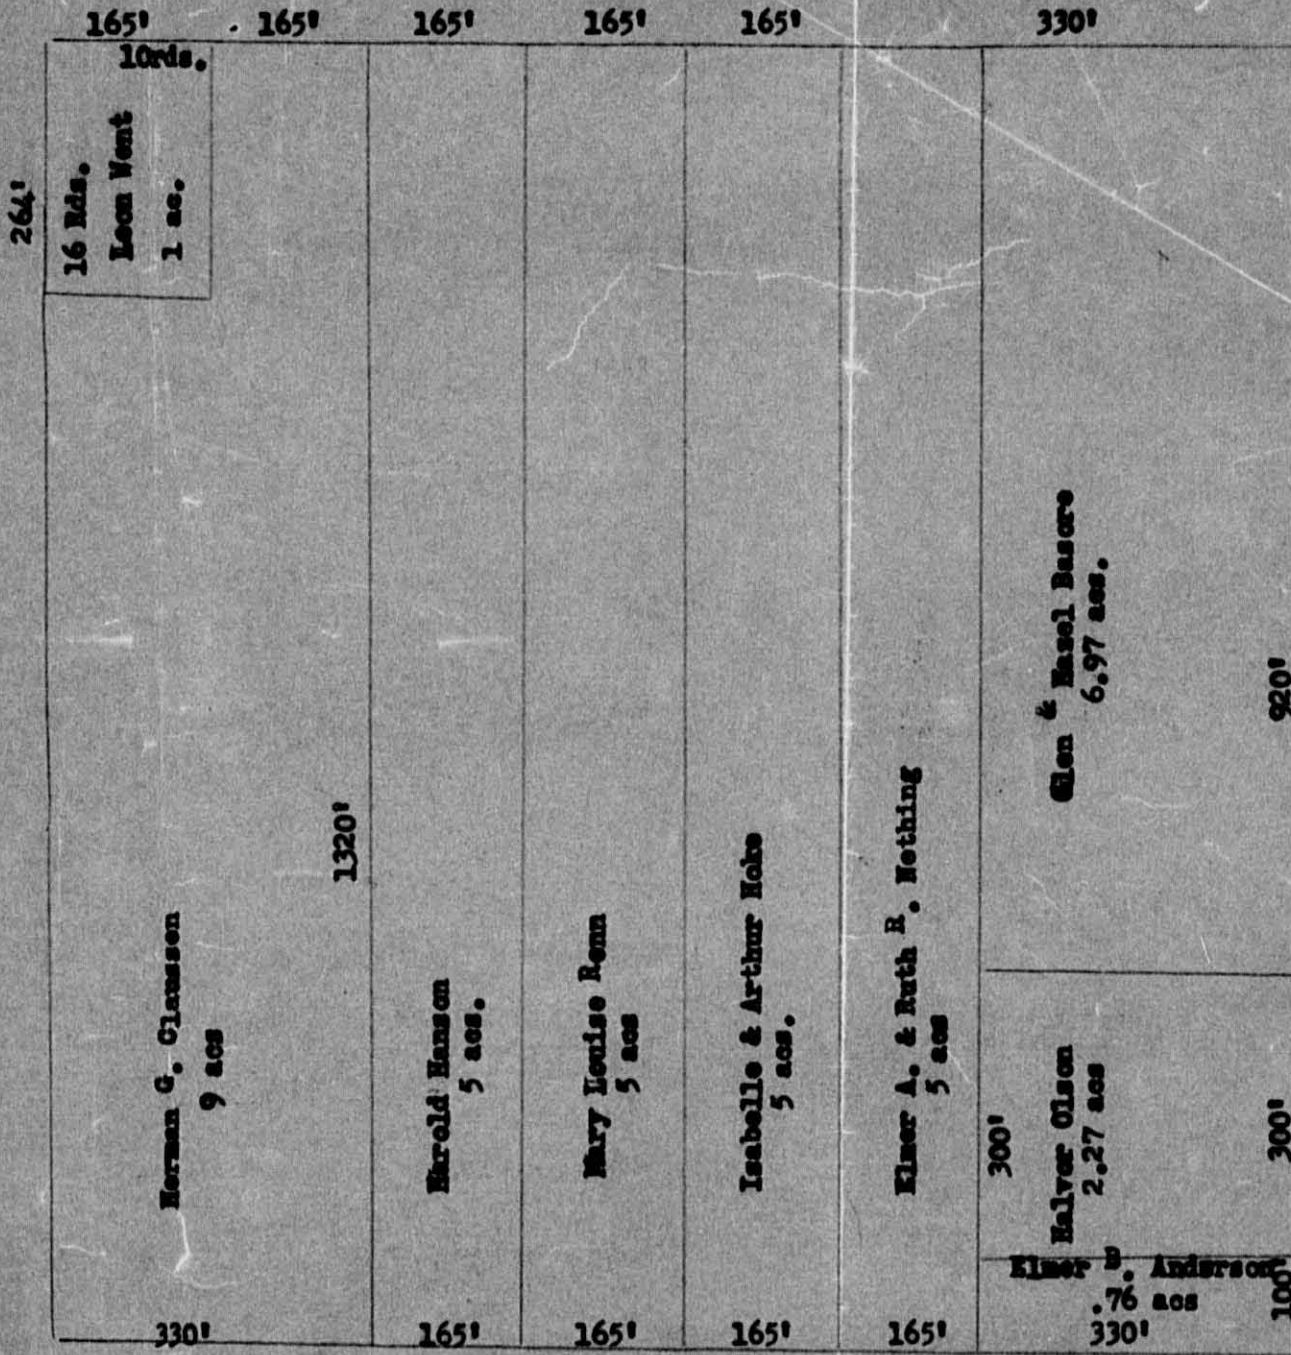 165' 165' 165' 165' 165' 330'
10rds.
264'
16 Rds.
Leon Went
1 ac.
Herman G. Claussen
9 acs
1320'
Harold Hanson
5 acs.
Mary Louise Renn
5 acs
Isabelle & Arthur Hoke
5 acs.
Elmer A. & Ruth R. Nothing
5 acs
Glen & Hazel Basore
6.97 acs.
920'
300'
Halver Olson
2.27 acs
300'
Elmer B. Anderson
.76 acs
100'
330' 165' 165' 165' 165' 330'